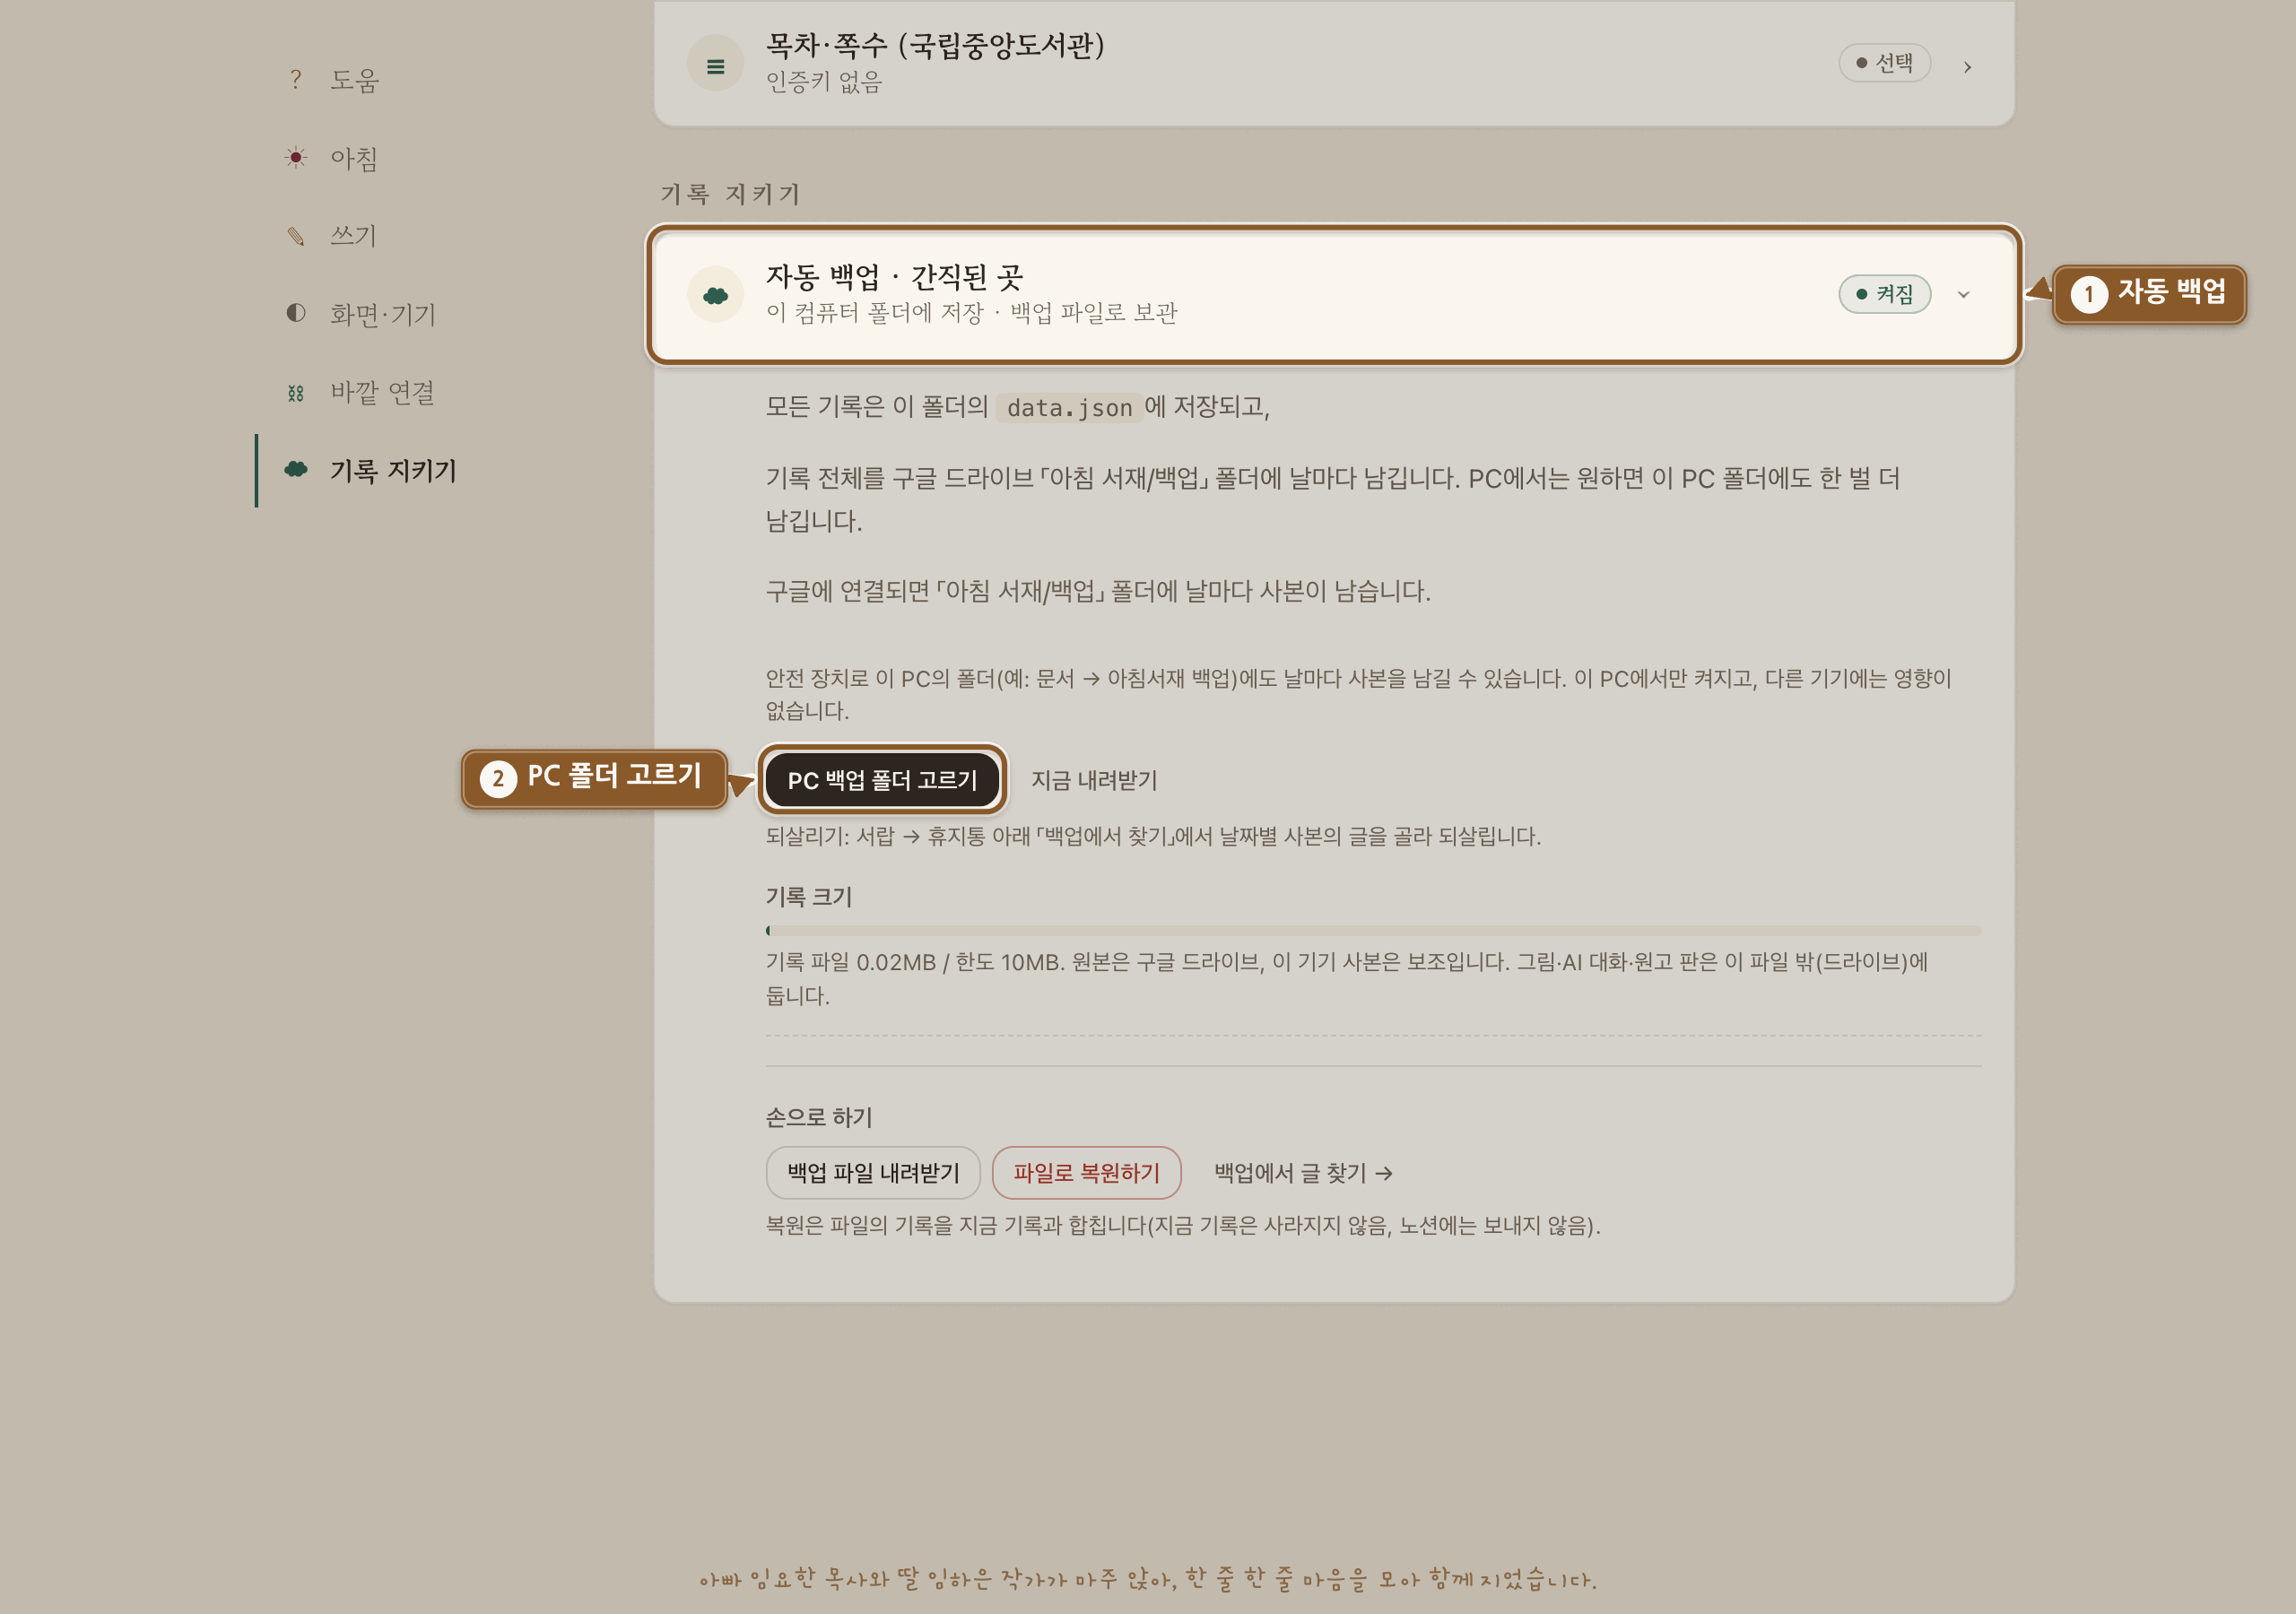 ? 도움
아침
쓰기
화면·기기
바깥 연결
기록 지키기
목차·쪽수 (국립중앙도서관)
인증키 없음
선택
기록 지키기
자동 백업 · 간직된 곳
이 컴퓨터 폴더에 저장 · 백업 파일로 보관
켜짐
1 자동 백업
모든 기록은 이 폴더의 data.json에 저장되고,
기록 전체를 구글 드라이브 「아침 서재/백업」 폴더에 날마다 남깁니다. PC에서는 원하면 이 PC 폴더에도 한 벌 더
남깁니다.
구글에 연결되면 「아침 서재/백업」 폴더에 날마다 사본이 남습니다.
안전 장치로 이 PC의 폴더(예: 문서 → 아침서재 백업)에도 날마다 사본을 남길 수 있습니다. 이 PC에서만 켜지고, 다른 기기에는 영향이
없습니다.
2 PC 폴더 고르기
PC 백업 폴더 고르기
지금 내려받기
되살리기: 서랍 → 휴지통 아래 「백업에서 찾기」에서 날짜별 사본의 글을 골라 되살립니다.
기록 크기
기록 파일 0.02MB / 한도 10MB. 원본은 구글 드라이브, 이 기기 사본은 보조입니다. 그림·AI 대화·원고 판은 이 파일 밖(드라이브)에
둡니다.
손으로 하기
백업 파일 내려받기
파일로 복원하기
백업에서 글 찾기 →
복원은 파일의 기록을 지금 기록과 합칩니다(지금 기록은 사라지지 않음, 노션에는 보내지 않음).
아빠 임요한 목사와 딸 임하은 작가가 마주 앉아, 한 줄 한 줄 마음을 모아 함께 지었습니다.